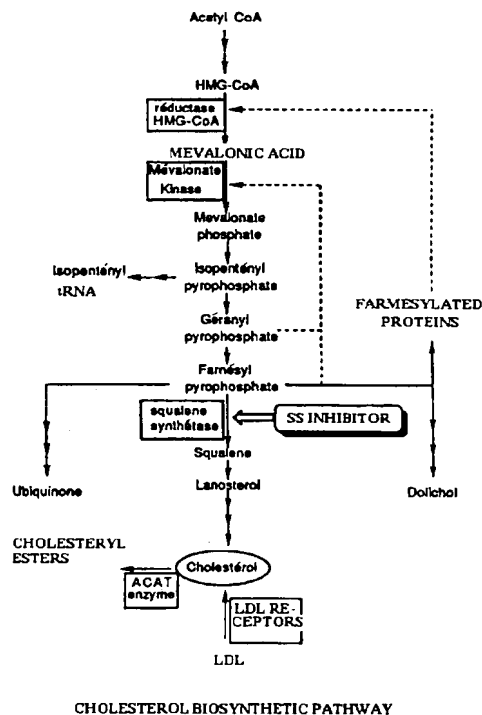 Acetyl CoA
HMG-CoA
réductase
HMG-CoA
MEVALONIC ACID
Mévalonate
Kinase
Mevalonate
phosphate
Isopentényl
tRNA
Isopentényl
pyrophosphate
FARMESYLATED
PROTEINS
Géranyl
pyrophosphate
Farnésyl
pyrophosphate
squalene
synthétase
SS INHIBITOR
Squalene
Ubiquinone
Lanosterol
Dolichol
CHOLESTERYL
ESTERS
Cholestérol
ACAT
enzyme
LDL RE-
CEPTORS
LDL
CHOLESTEROL BIOSYNTHETIC PATHWAY